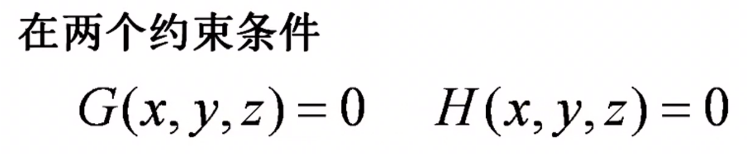 在两个约束条件
G(x, y, z) = 0 H(x, y, z) = 0